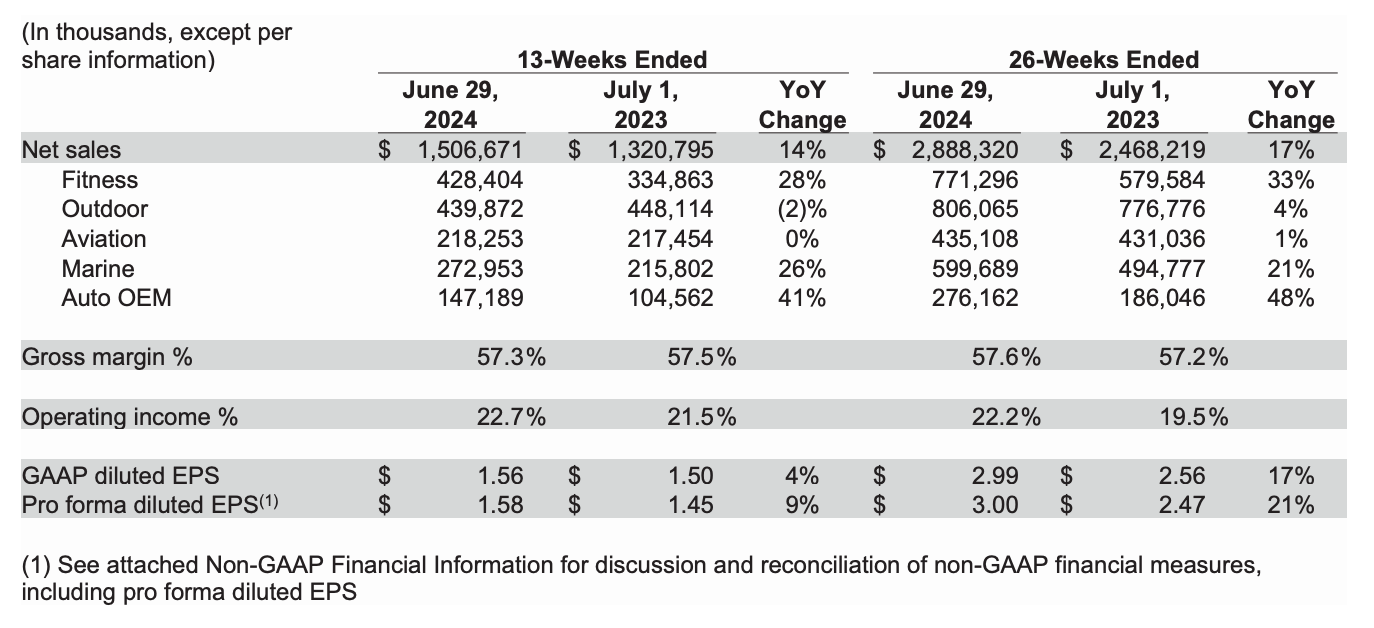 (In thousands, except per
share information) 13-Weeks Ended 26-Weeks Ended
June 29, July 1, YoY June 29, July 1, YoY
2024 2023 Change 2024 2023 Change
Net sales $ 1,506,671 $ 1,320,795 14% $ 2,888,320 $ 2,468,219 17%
Fitness 428,404 334,863 28% 771,296 579,584 33%
Outdoor 439,872 448,114 (2)% 806,065 776,776 4%
Aviation 218,253 217,454 0% 435,108 431,036 1%
Marine 272,953 215,802 26% 599,689 494,777 21%
Auto OEM 147,189 104,562 41% 276,162 186,046 48%
Gross margin % 57.3% 57.5% 57.6% 57.2%
Operating income % 22.7% 21.5% 22.2% 19.5%
GAAP diluted EPS $ 1.56 $ 1.50 4% $ 2.99 $ 2.56 17%
Pro forma diluted EPS(1) $ 1.58 $ 1.45 9% $ 3.00 $ 2.47 21%
(1) See attached Non-GAAP Financial Information for discussion and reconciliation of non-GAAP financial measures,
including pro forma diluted EPS